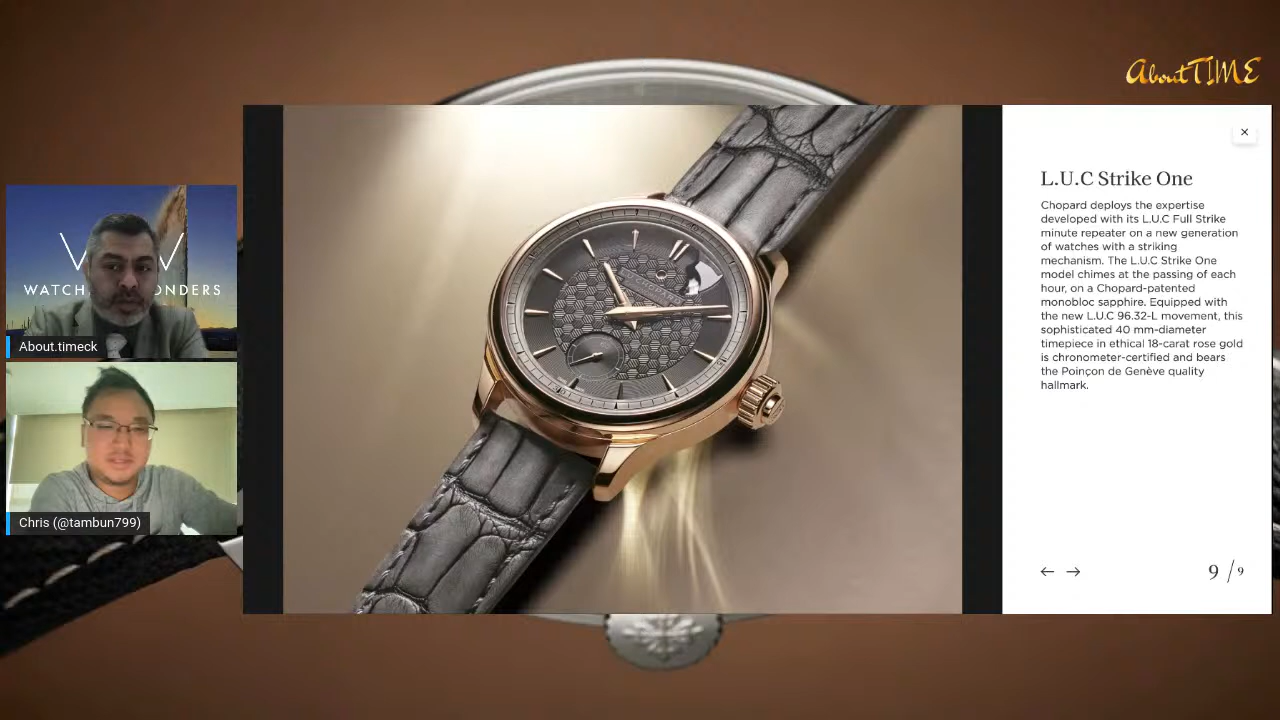 AboutTIME
×
L.U.C Strike One
Chopard deploys the expertise
developed with its L.U.C Full Strike
minute repeater on a new generation
of watches with a striking
mechanism. The L.U.C Strike One
model chimes at the passing of each
hour, on a Chopard-patented
monobloc sapphire. Equipped with
the new L.U.C 96.32-L movement, this
sophisticated 40 mm-diameter
timepiece in ethical 18-carat rose gold
is chronometer-certified and bears
the Poinçon de Genève quality
hallmark.
← →
9 / 9
CHOPARD
About.timeck
Chris (@tambun799)